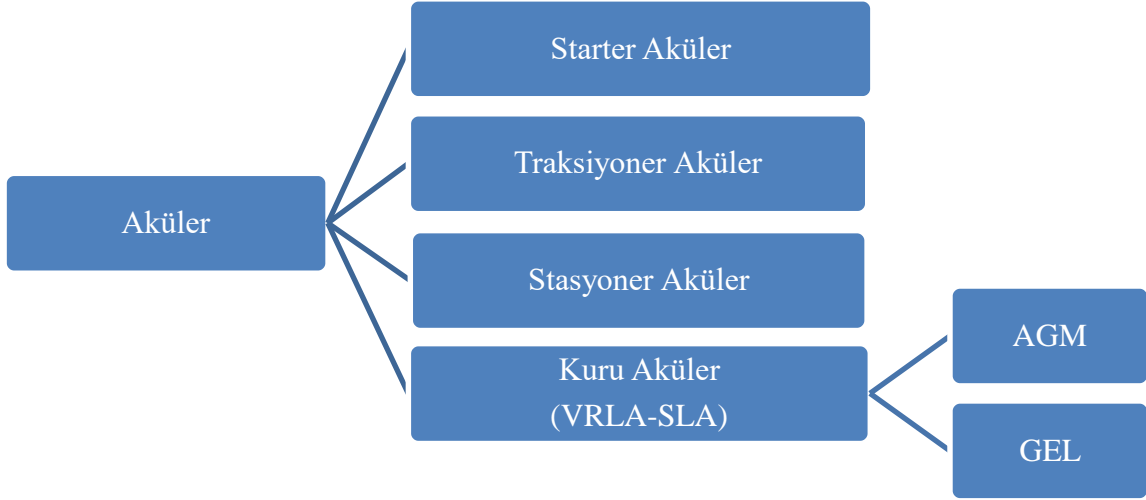 Starter Aküler
Traksiyoner Aküler
Aküler
Stasyoner Aküler
Kuru Aküler
(VRLA-SLA)
AGM
GEL